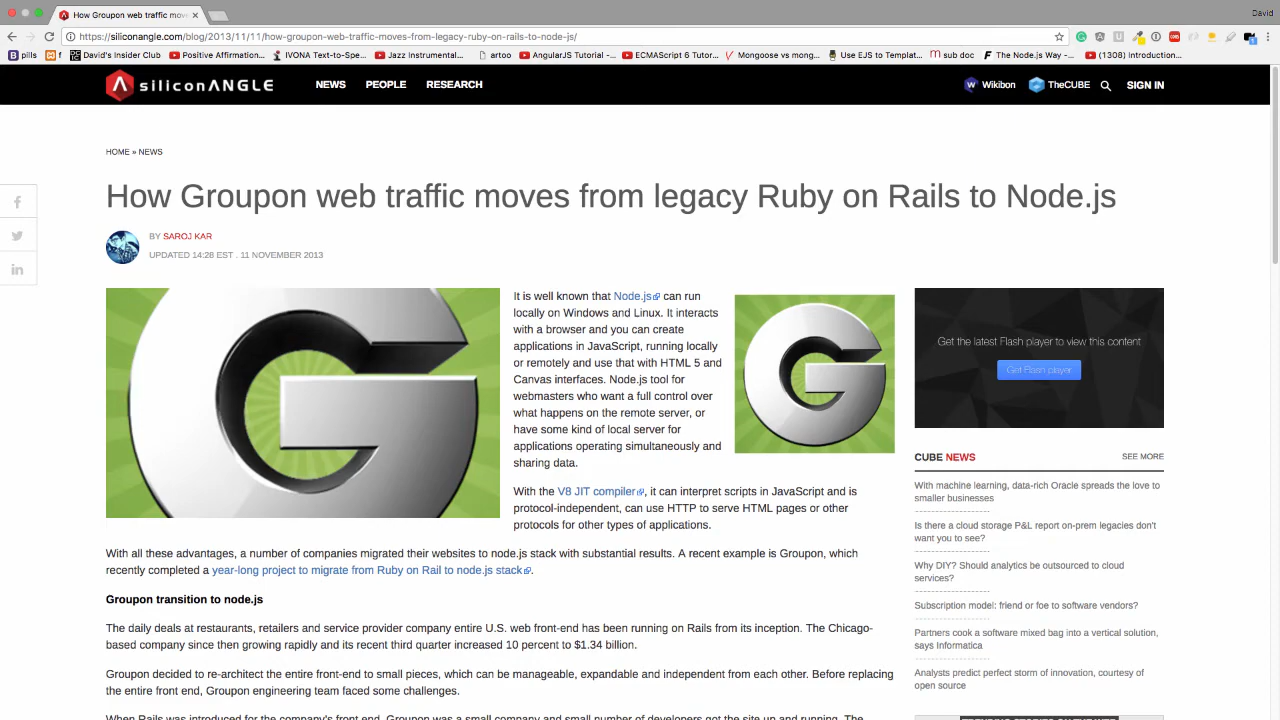 How Groupon web traffic mov
David
https://siliconangle.com/blog/2013/11/11/how-groupon-web-traffic-moves-from-legacy-ruby-on-rails-to-node-js/
pills
f
David's Insider Club
Positive Affirmation...
IVONA Text-to-Spe...
Jazz Instrumental...
artoo
AngularJS Tutorial -...
ECMAScript 6 Tutori...
Mongoose vs mong...
Use EJS to Templat...
sub doc
The Node.js Way -...
(1308) Introduction...
siliconANGLE
NEWS PEOPLE RESEARCH
Wikibon TheCUBE SIGN IN
HOME » NEWS
How Groupon web traffic moves from legacy Ruby on Rails to Node.js
BY SAROJ KAR
UPDATED 14:28 EST . 11 NOVEMBER 2013
It is well known that Node.js can run
locally on Windows and Linux. It interacts
with a browser and you can create
applications in JavaScript, running locally
or remotely and use that with HTML 5 and
Canvas interfaces. Node.js tool for
webmasters who want a full control over
what happens on the remote server, or
have some kind of local server for
applications operating simultaneously and
sharing data.
With the V8 JIT compiler, it can interpret scripts in JavaScript and is
protocol-independent, can use HTTP to serve HTML pages or other
protocols for other types of applications.
With all these advantages, a number of companies migrated their websites to node.js stack with substantial results. A recent example is Groupon, which
recently completed a year-long project to migrate from Ruby on Rail to node.js stack.
Groupon transition to node.js
The daily deals at restaurants, retailers and service provider company entire U.S. web front-end has been running on Rails from its inception. The Chicago-
based company since then growing rapidly and its recent third quarter increased 10 percent to $1.34 billion.
Groupon decided to re-architect the entire front-end to small pieces, which can be manageable, expandable and independent from each other. Before replacing
the entire front end, Groupon engineering team faced some challenges.
When Rails was introduced for the company's front end, Groupon was a small company and small number of developers got the site up and running. The
Get the latest Flash player to view this content
Get Flash player
CUBE NEWS
SEE MORE
With machine learning, data-rich Oracle spreads the love to
smaller businesses
Is there a cloud storage P&L report on-prem legacies don't
want you to see?
Why DIY? Should analytics be outsourced to cloud
services?
Subscription model: friend or foe to software vendors?
Partners cook a software mixed bag into a vertical solution,
says Informatica
Analysts predict perfect storm of innovation, courtesy of
open source